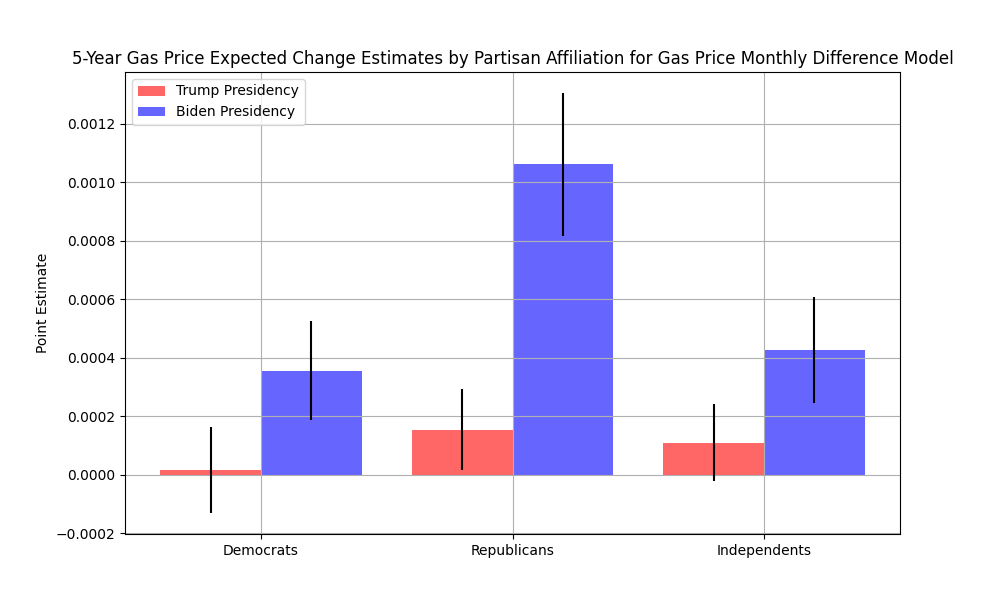 5-Year Gas Price Expected Change Estimates by Partisan Affiliation for Gas Price Monthly Difference Model
Trump Presidency
Biden Presidency
0.0012
0.0010
0.0008
0.0006
0.0004
0.0002
0.0000
−0.0002
Point Estimate
Democrats
Republicans
Independents